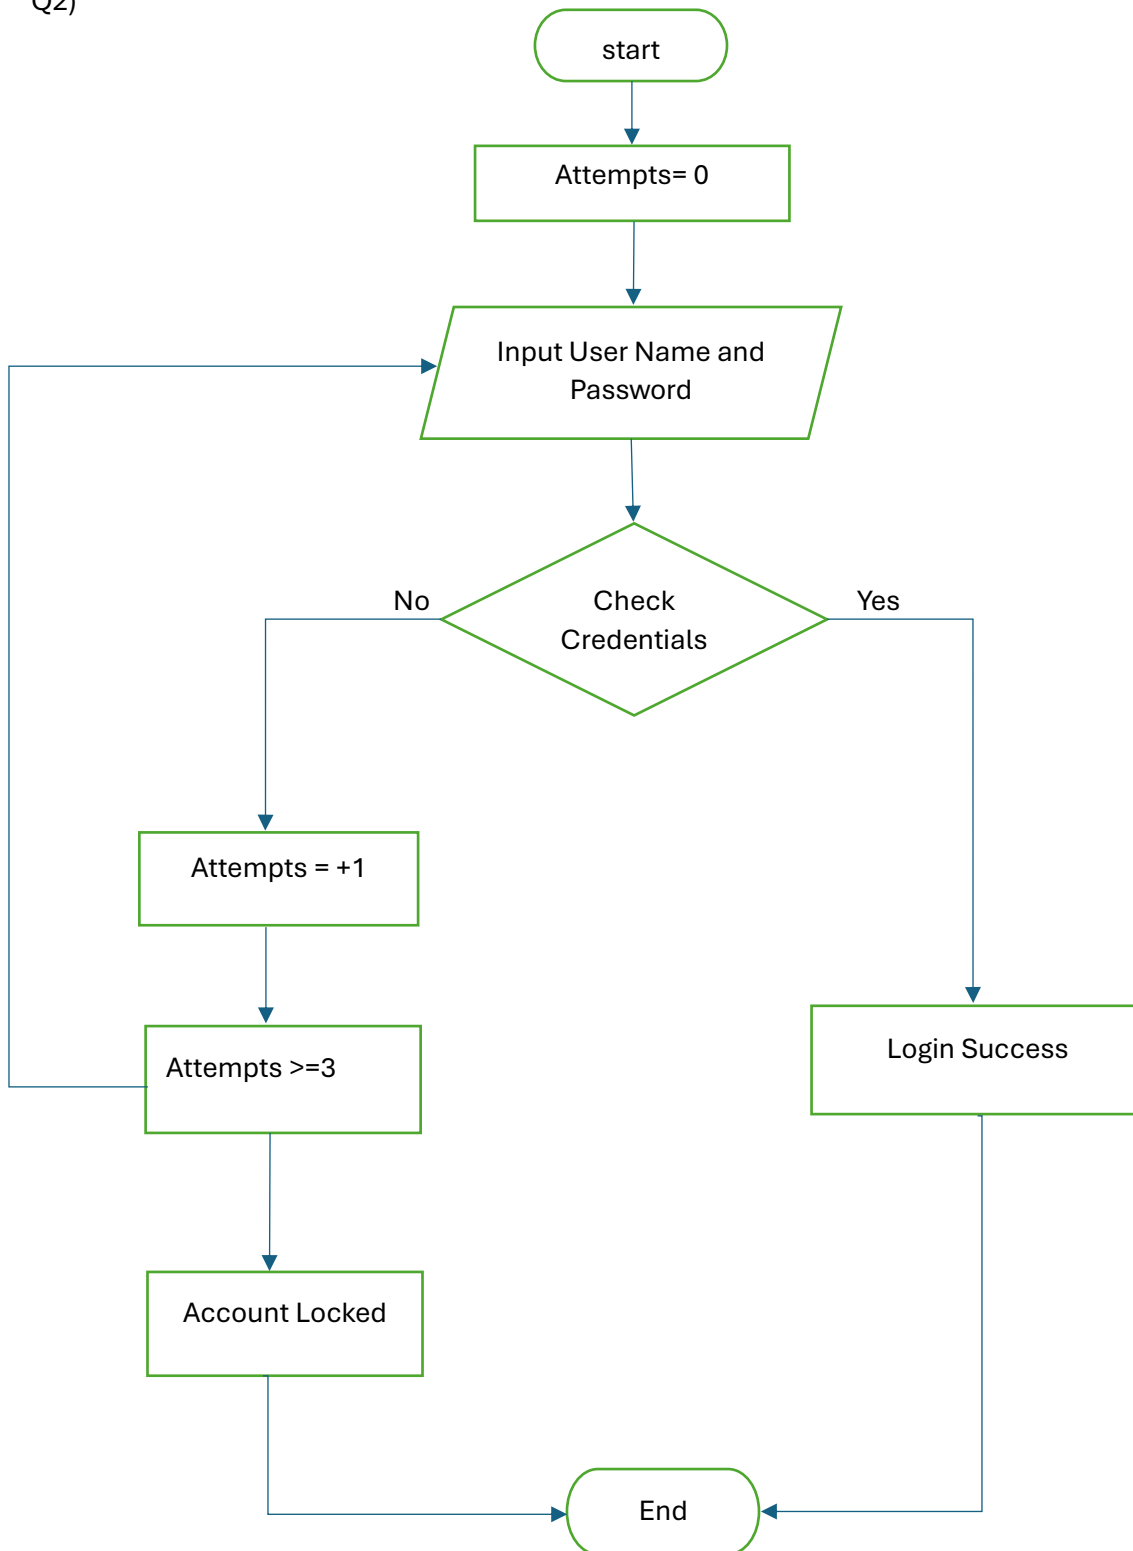 Q2)
start
Attempts= 0
Input User Name and
Password
No
Check
Yes
Credentials
Attempts = +1
Attempts >=3
Login Success
Account Locked
End